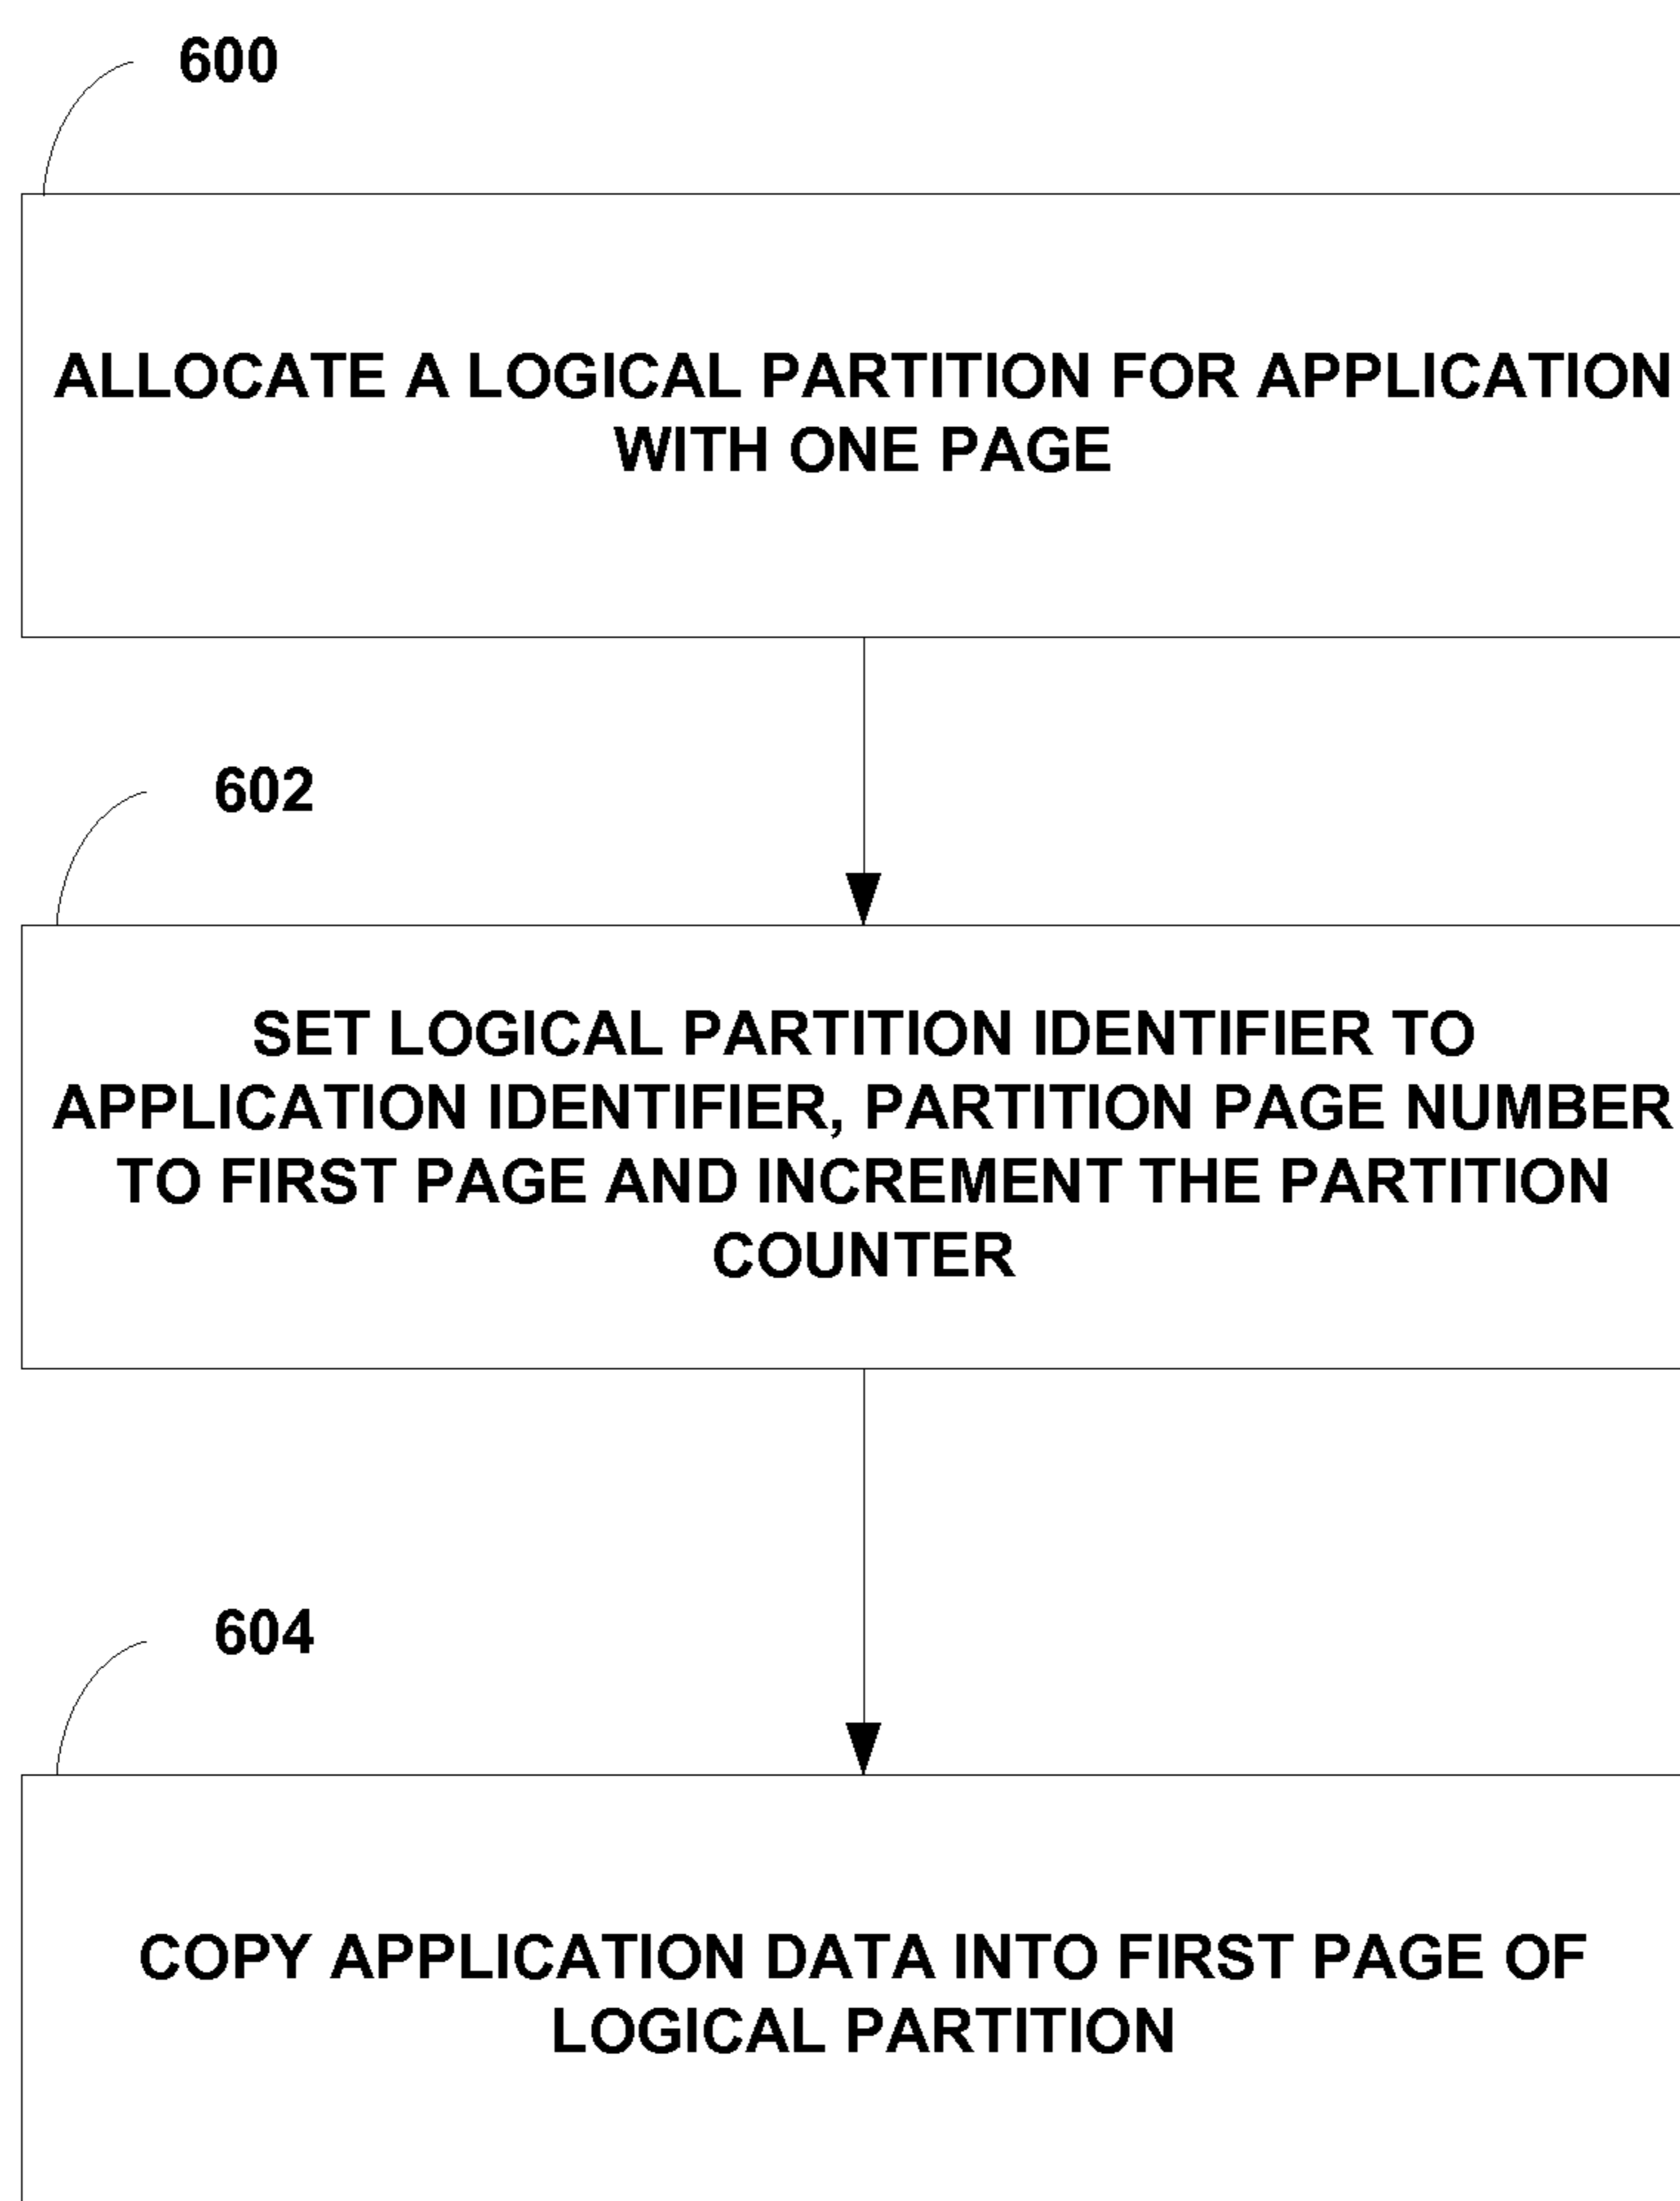 600
ALLOCATE A LOGICAL PARTITION FOR APPLICATION
WITH ONE PAGE
602
SET LOGICAL PARTITION IDENTIFIER TO
APPLICATION IDENTIFIER, PARTITION PAGE NUMBER
TO FIRST PAGE AND INCREMENT THE PARTITION
COUNTER
604
COPY APPLICATION DATA INTO FIRST PAGE OF
LOGICAL PARTITION